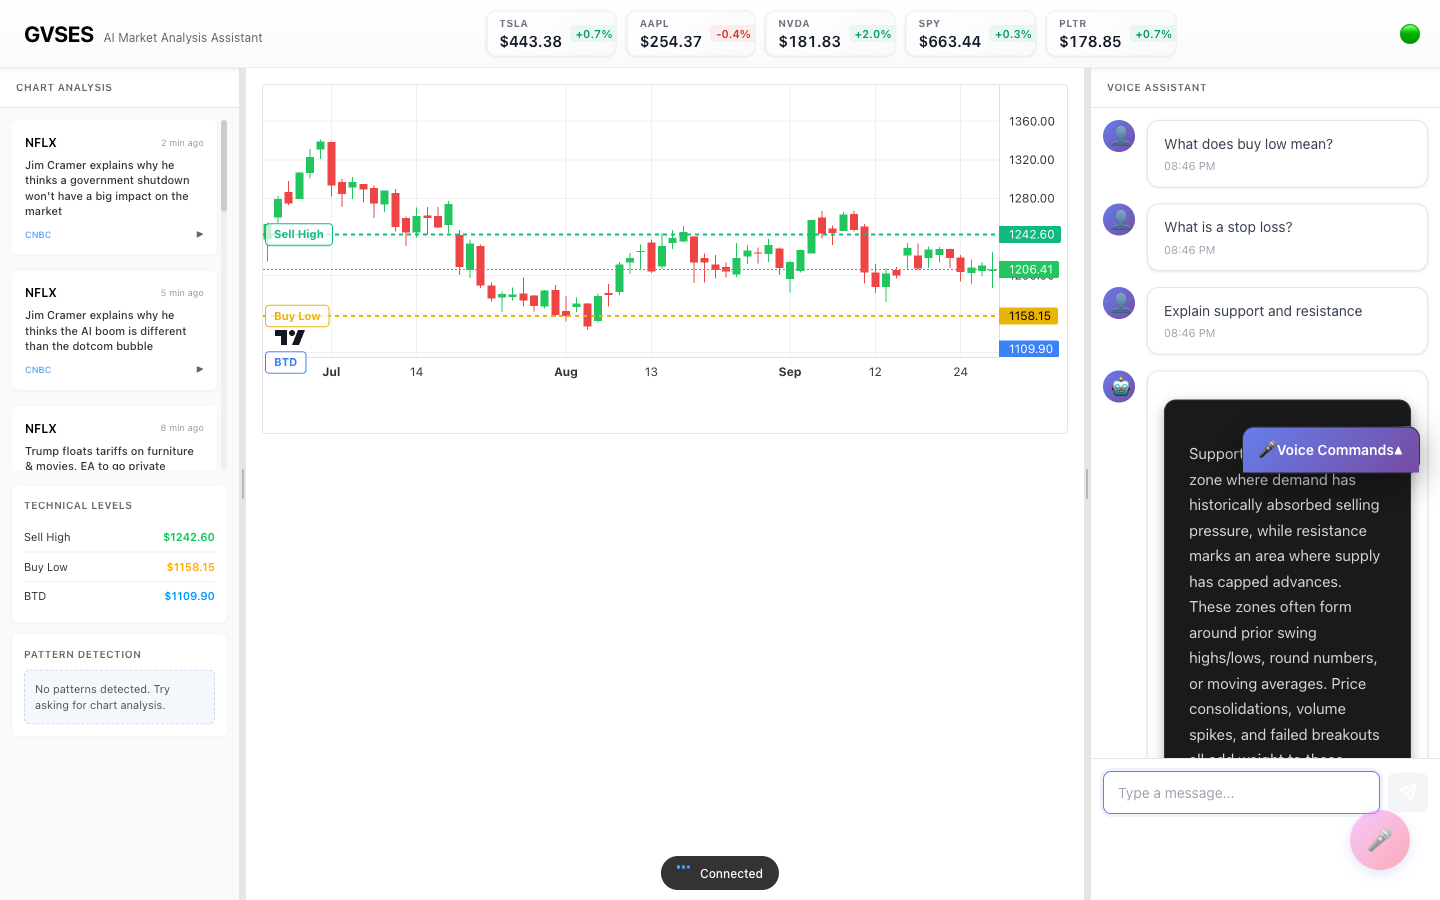 GVSES AI Market Analysis Assistant
TSLA
$443.38 +0.7%
AAPL
$254.37 -0.4%
NVDA
$181.83 +2.0%
SPY
$663.44 +0.3%
PLTR
$178.85 +0.7%
CHART ANALYSIS
NFLX 2 min ago
Jim Cramer explains why he
thinks a government shutdown
won't have a big impact on the
market
CNBC
NFLX 5 min ago
Jim Cramer explains why he
thinks the AI boom is different
than the dotcom bubble
CNBC
NFLX 8 min ago
Trump floats tariffs on furniture
& movies, EA to go private
TECHNICAL LEVELS
Sell High $1242.60
Buy Low $1158.15
BTD $1109.90
PATTERN DETECTION
No patterns detected. Try
asking for chart analysis.
1360.00
1320.00
1280.00
Sell High 1242.60
1206.41
Buy Low 1158.15
1109.90
BTD
Jul 14 Aug 13 Sep 12 24
Connected
VOICE ASSISTANT
What does buy low mean?
08:46 PM
What is a stop loss?
08:46 PM
Explain support and resistance
08:46 PM
Voice Commands
Support
zone where demand has
historically absorbed selling
pressure, while resistance
marks an area where supply
has capped advances.
These zones often form
around prior swing
highs/lows, round numbers,
or moving averages. Price
consolidations, volume
spikes, and failed breakouts
all add weight to these
Type a message...